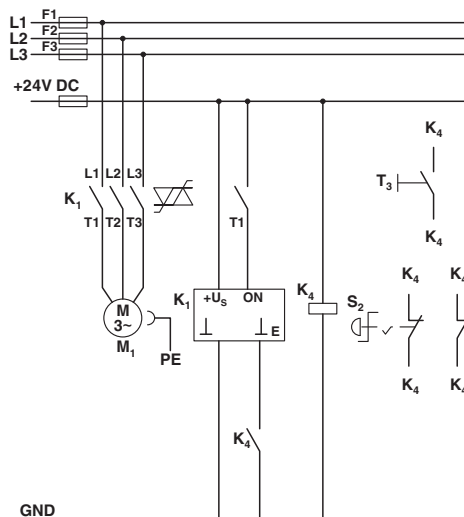 F1
L1
F2
L2
F3
L3
+24V DC
K4
L1 L2 L3
T3
K1
T1 T2 T3
T1
K4
K1 +US ON
K4
K4 K4
S2
E
M
3~
M1
PE
K4 K4
K4
GND